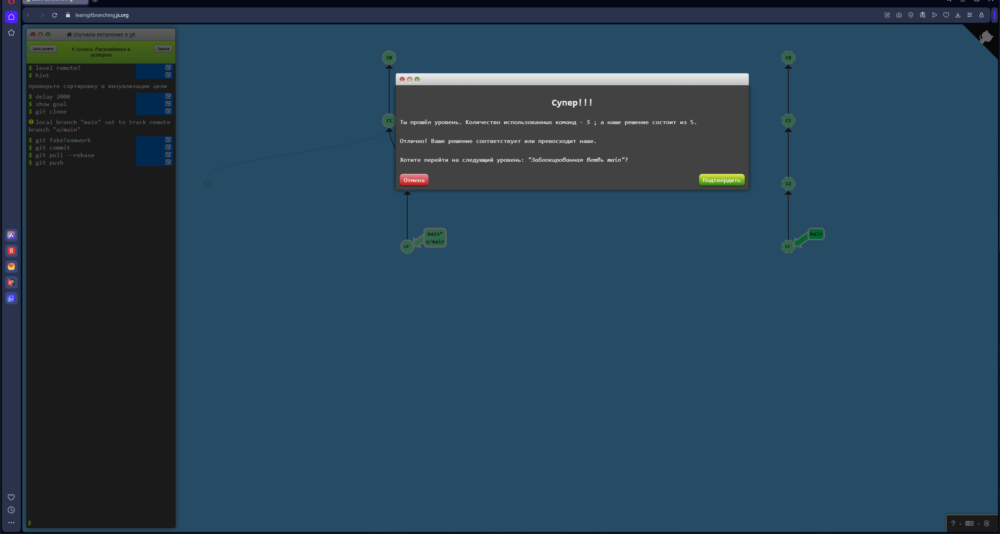 learngitbranching.js.org
Изучаем ветвление в git
Цель уровня
Уровень Расхождение в
истории
Задача
$ level remote7
$ hint
проверьте сортировку в визуализации цели
$ delay 2000
$ show goal
$ git clone
local branch "main" set to track remote
branch "o/main"
$ git fakeTeamwork
$ git commit
$ git pull --rebase
$ git push
$
C0
C1
C3
C3'
main*
o/main
Супер!!!
Ты прошёл уровень. Количество использованных команд - 5 ; а наше решение состоит из 5.
Отлично! Ваше решение соответствует или превосходит наше.
Хотите перейти на следующий уровень: "Заблокированная ветвь main"?
Отмена
Подтвердить
C0
C1
C2
C3'
main